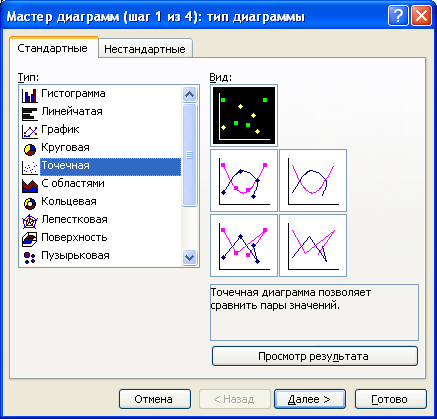 Мастер диаграмм (шаг 1 из 4): тип диаграммы
Стандартные
Нестандартные
Тип:
Гистограмма
Линейчатая
График
Круговая
Точечная
С областями
Кольцевая
Лепестковая
Поверхность
Пузырьковая
Вид:
Точечная диаграмма позволяет
сравнить пары значений.
Просмотр результата
Отмена
< Назад
Далее >
Готово